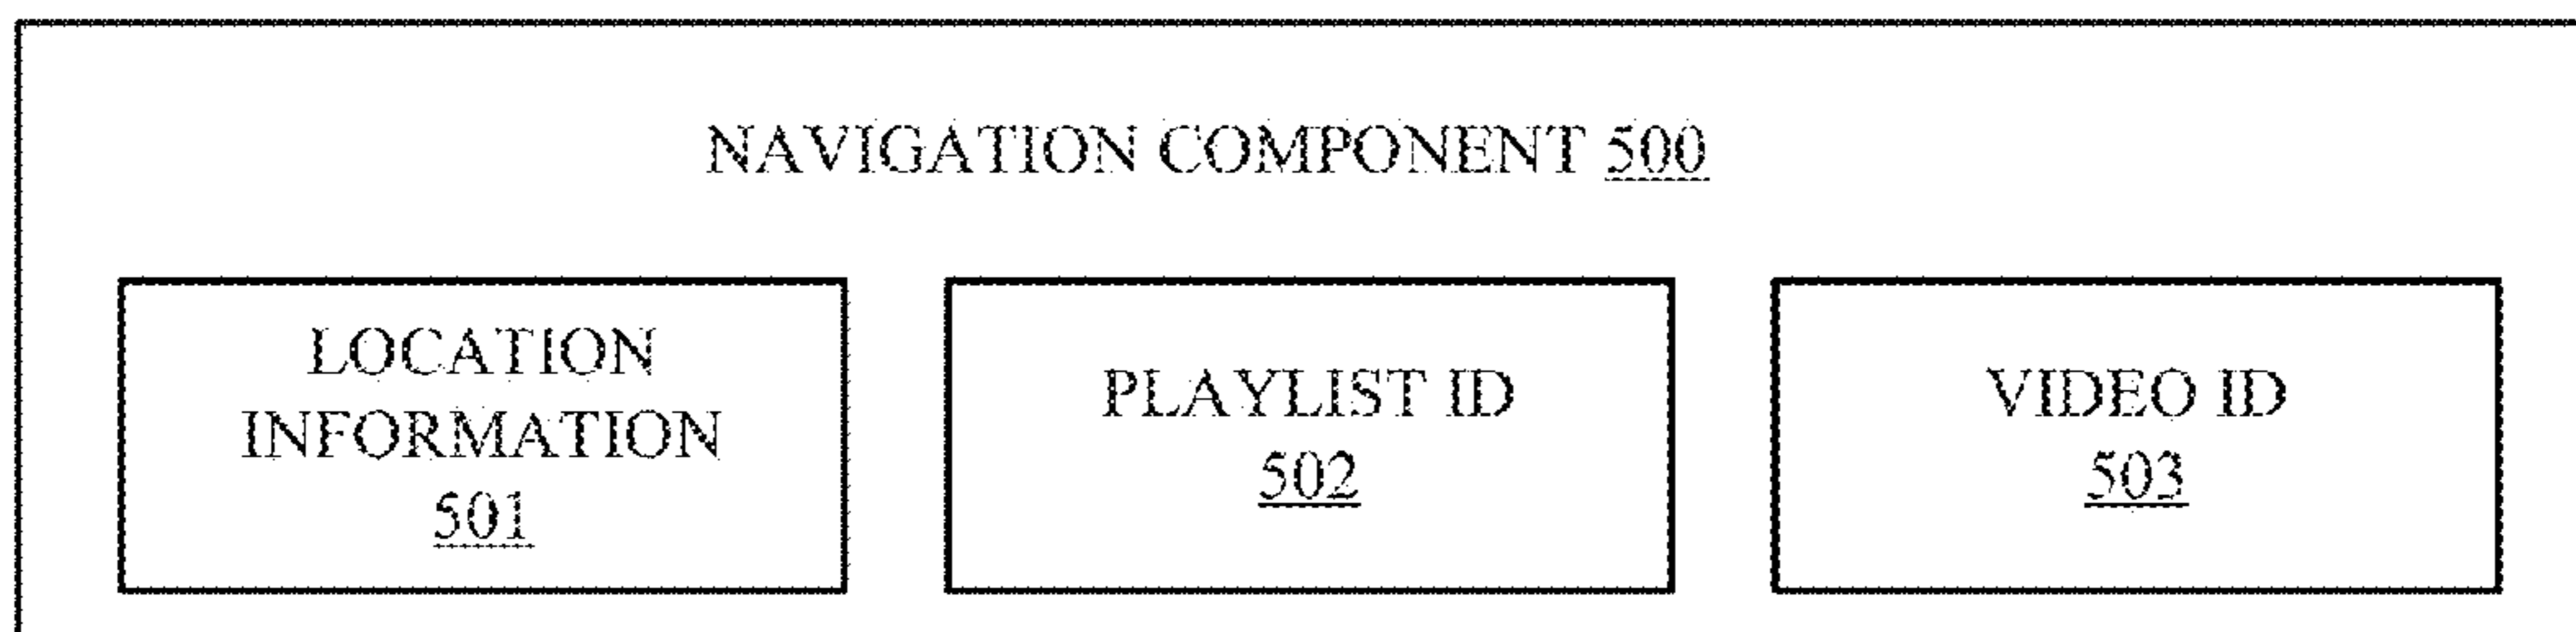 NAVIGATION COMPONENT 500
LOCATION
INFORMATION
501
PLAYLIST ID
502
VIDEO ID
503